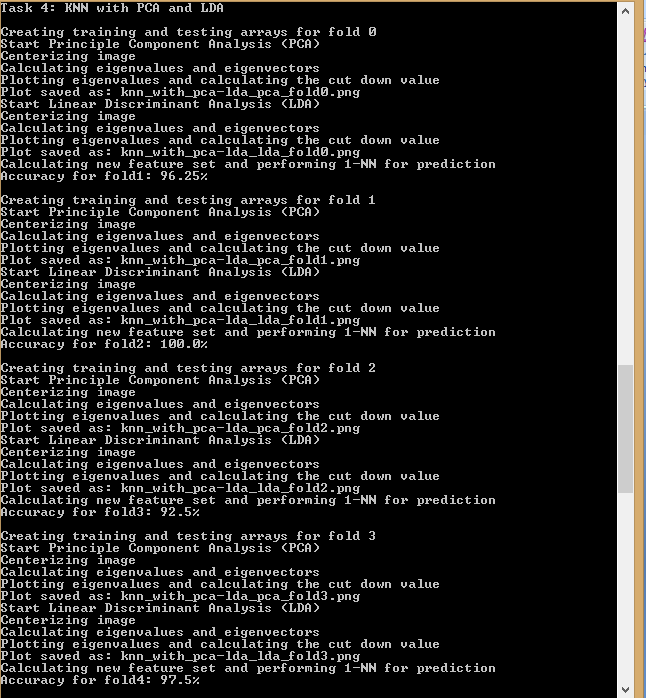 Task 4: KNN with PCA and LDA
Creating training and testing arrays for fold 0
Start Principle Component Analysis (PCA)
Centerizing image
Calculating eigenvalues and eigenvectors
Plotting eigenvalues and calculating the cut down value
Plot saved as: knn_with_pca-lda_pca_fold0.png
Start Linear Discriminant Analysis (LDA)
Centerizing image
Calculating eigenvalues and eigenvectors
Plotting eigenvalues and calculating the cut down value
Plot saved as: knn_with_pca-lda_lda_fold0.png
Calculating new feature set and performing 1-NN for prediction
Accuracy for fold1: 96.25%
Creating training and testing arrays for fold 1
Start Principle Component Analysis (PCA)
Centerizing image
Calculating eigenvalues and eigenvectors
Plotting eigenvalues and calculating the cut down value
Plot saved as: knn_with_pca-lda_pca_fold1.png
Start Linear Discriminant Analysis (LDA)
Centerizing image
Calculating eigenvalues and eigenvectors
Plotting eigenvalues and calculating the cut down value
Plot saved as: knn_with_pca-lda_lda_fold1.png
Calculating new feature set and performing 1-NN for prediction
Accuracy for fold2: 100.0%
Creating training and testing arrays for fold 2
Start Principle Component Analysis (PCA)
Centerizing image
Calculating eigenvalues and eigenvectors
Plotting eigenvalues and calculating the cut down value
Plot saved as: knn_with_pca-lda_pca_fold2.png
Start Linear Discriminant Analysis (LDA)
Centerizing image
Calculating eigenvalues and eigenvectors
Plotting eigenvalues and calculating the cut down value
Plot saved as: knn_with_pca-lda_lda_fold2.png
Calculating new feature set and performing 1-NN for prediction
Accuracy for fold3: 92.5%
Creating training and testing arrays for fold 3
Start Principle Component Analysis (PCA)
Centerizing image
Calculating eigenvalues and eigenvectors
Plotting eigenvalues and calculating the cut down value
Plot saved as: knn_with_pca-lda_pca_fold3.png
Start Linear Discriminant Analysis (LDA)
Centerizing image
Calculating eigenvalues and eigenvectors
Plotting eigenvalues and calculating the cut down value
Plot saved as: knn_with_pca-lda_lda_fold3.png
Calculating new feature set and performing 1-NN for prediction
Accuracy for fold4: 97.5%